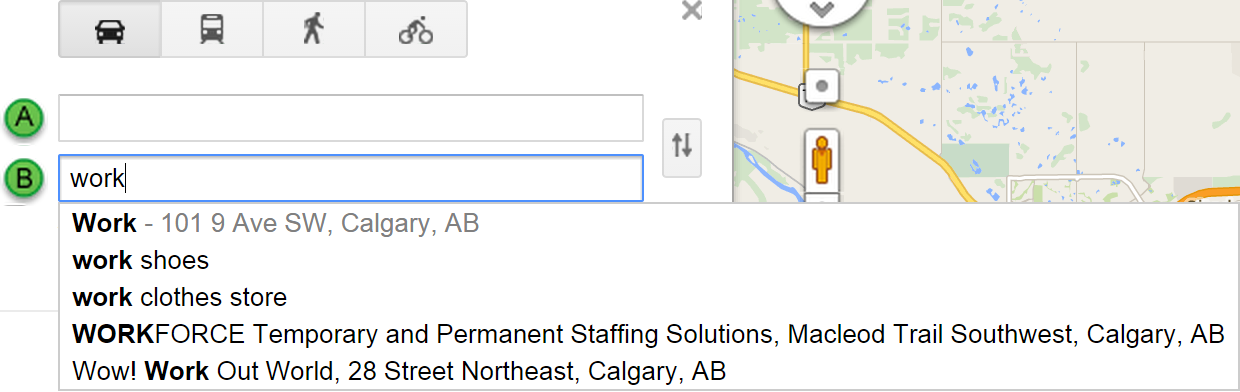 A
B
work
Work - 101 9 Ave SW, Calgary, AB
work shoes
work clothes store
WORKFORCE Temporary and Permanent Staffing Solutions, Macleod Trail Southwest, Calgary, AB
Wow! Work Out World, 28 Street Northeast, Calgary, AB